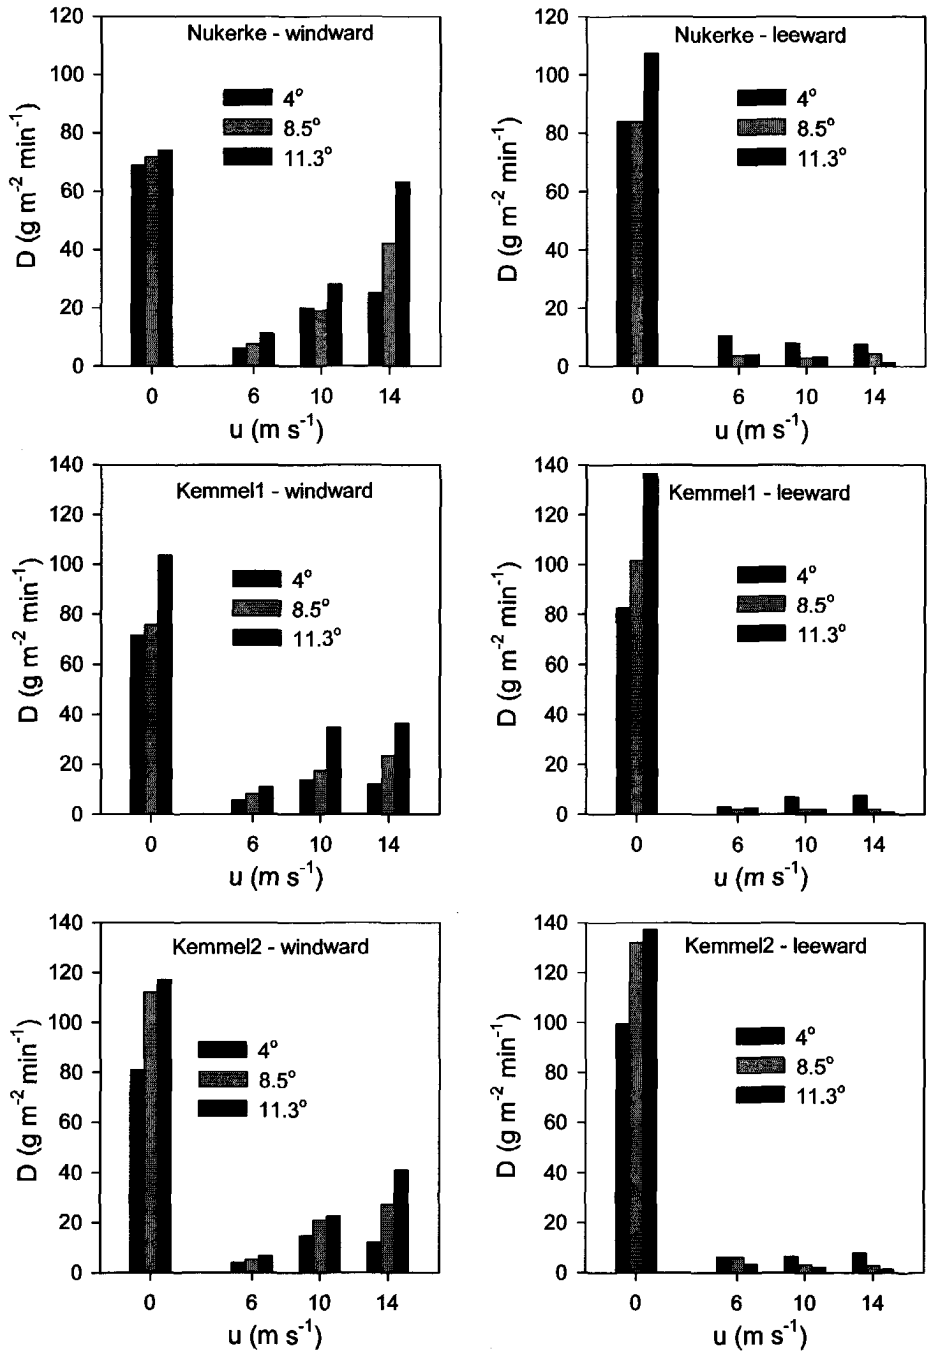 Nukerke - windward
D (g m⁻² min⁻¹)
120
100
80
60
40
20
0
4°
8.5°
11.3°
0 6 10 14
u (m s⁻¹)
Nukerke - leeward
D (g m⁻² min⁻¹)
120
100
80
60
40
20
0
4°
8.5°
11.3°
0 6 10 14
u (m s⁻¹)
Kemmel1 - windward
D (g m⁻² min⁻¹)
140
120
100
80
60
40
20
0
4°
8.5°
11.3°
0 6 10 14
u (m s⁻¹)
Kemmel1 - leeward
D (g m⁻² min⁻¹)
140
120
100
80
60
40
20
0
4°
8.5°
11.3°
0 6 10 14
u (m s⁻¹)
Kemmel2 - windward
D (g m⁻² min⁻¹)
140
120
100
80
60
40
20
0
4°
8.5°
11.3°
0 6 10 14
u (m s⁻¹)
Kemmel2 - leeward
D (g m⁻² min⁻¹)
140
120
100
80
60
40
20
0
4°
8.5°
11.3°
0 6 10 14
u (m s⁻¹)